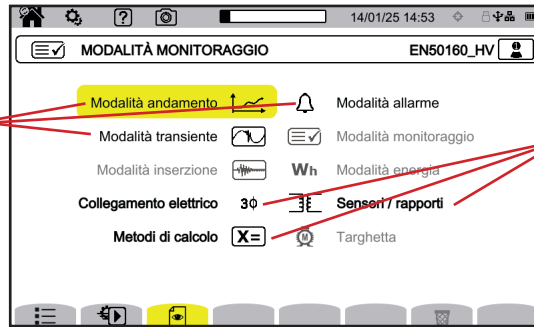 14/01/25 14:53
MODALITÀ MONITORAGGIO EN50160_HV
Modalità andamento Modalità allarme
Modalità transiente Modalità monitoraggio
Modalità inserzione Wh Modalità energia
Collegamento elettrico 3ϕ Sensori / rapporti
Metodi di calcolo X= M Targhetta